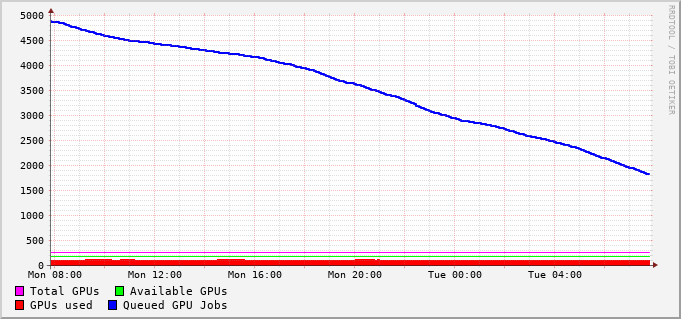 5000
4500
4000
3500
3000
2500
2000
1500
1000
500
0
Mon 08:00 Mon 12:00 Mon 16:00 Mon 20:00 Tue 00:00 Tue 04:00
Total GPUs Available GPUs
GPUs used Queued GPU Jobs
RRDTOOL / TOBI OETIKER